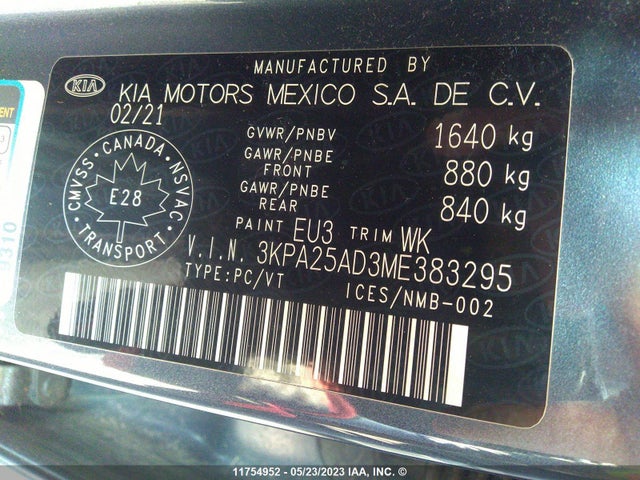 MANUFACTURED BY
KIA KIA MOTORS MEXICO S.A. DE C.V.
02/21
GVWR/PNBV 1640 kg
GAWR/PNBE FRONT 880 kg
GAWR/PNBE REAR 840 kg
CMVSS • CANADA • NSVAC
E28
TRANSPORT
PAINT EU3 TRIM WK
V.I.N. 3KPA25AD3ME383295
TYPE:PC/VT ICES/NMB-002
9310
11754952 - 05/23/2023 IAA, INC. ©